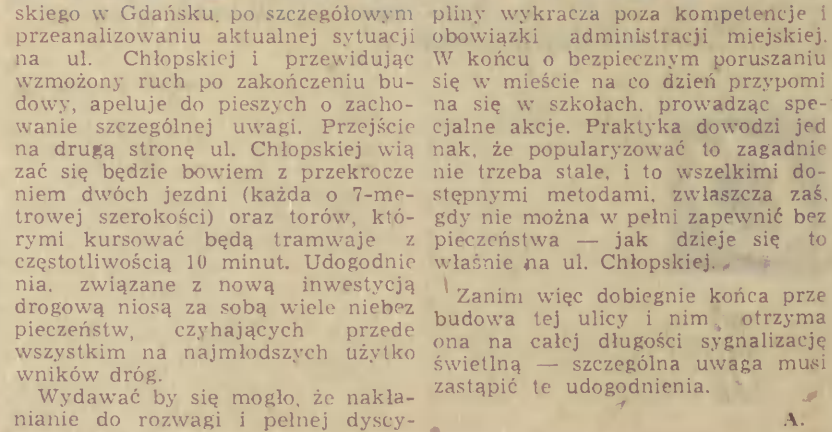 skiego w Gdańsku, po szczegółowym
przeanalizowaniu aktualnej sytuacji
na ul. Chłopskiej i przewidując
wzmożony ruch po zakończeniu bu-
dowy, apeluje do pieszych o zacho-
wanie szczególnej uwagi. Przejście
na drugą stronę ul. Chłopskiej wią
zać się będzie bowiem z przekrocze
niem dwóch jezdni (każda o 7-me-
trowej szerokości) oraz torów, któ-
rymi kursować będą tramwaje z
częstotliwością 10 minut. Udogodnie
nia, związane z nową inwestycją
drogową niosą za sobą wiele niebez
pieczeństw, czyhających przede
wszystkim na najmłodszych użytko
wników dróg.
Wydawać by się mogło, że nakła-
nianie do rozwagi i pełnej dyscy-
pliny wykracza poza kompetencje i
obowiązki administracji miejskiej.
W końcu o bezpiecznym poruszaniu
się w mieście na co dzień przypomi
na się w szkołach, prowadząc spe-
cjalne akcje. Praktyka dowodzi jed
nak, że popularyzować to zagadnie
nie trzeba stale, i to wszelkimi do-
stępnymi metodami, zwłaszcza zaś,
gdy nie można w pełni zapewnić bez
pieczeństwa — jak dzieje się to
właśnie na ul. Chłopskiej.
Zanim więc dobiegnie końca prze
budowa tej ulicy i nim otrzyma
ona na całej długości sygnalizację
świetlną — szczególna uwaga musi
zastąpić te udogodnienia.
A.